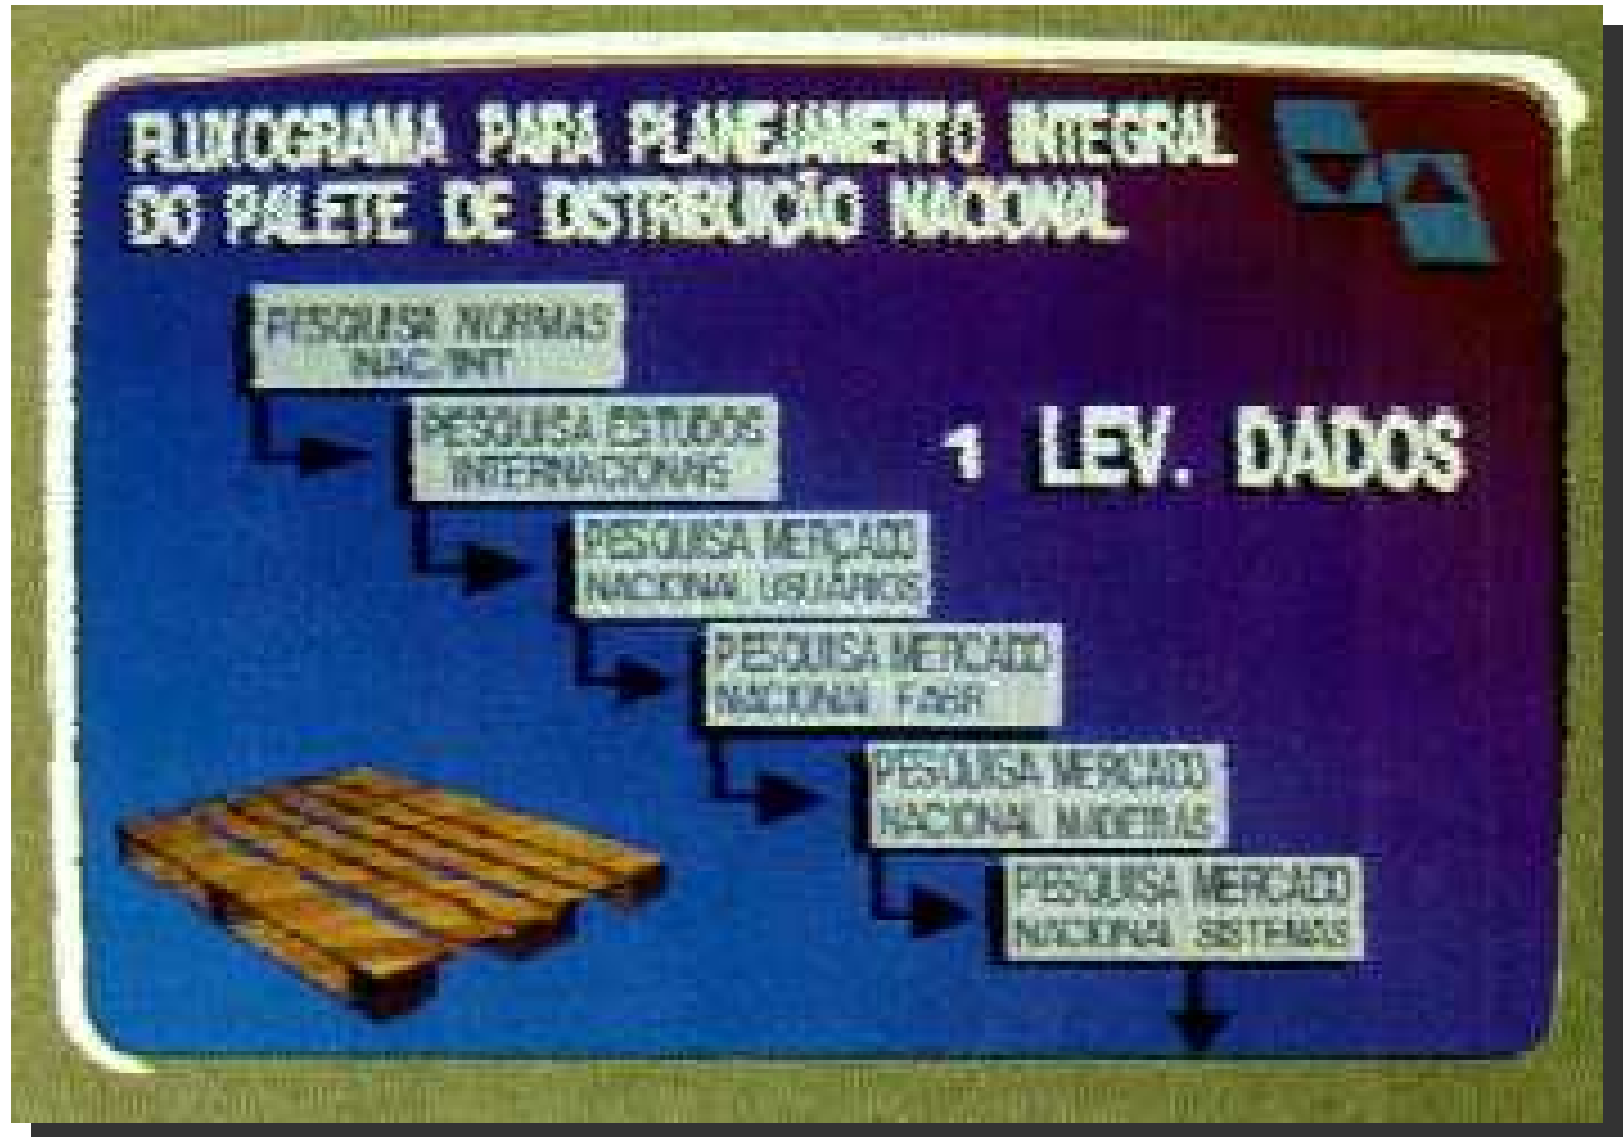 FLUXOGRAMA PARA PLANEJAMENTO INTEGRAL
DO PALETE DE DISTRIBUIÇÃO NACIONAL
PESQUISA NORMAS
NAC/INT
PESQUISA ESTUDOS
INTERNACIONAIS
1 LEV. DADOS
PESQUISA MERCADO
NACIONAL USUÁRIOS
PESQUISA MERCADO
NACIONAL FABR
PESQUISA MERCADO
NACIONAL MADEIRAS
PESQUISA MERCADO
NACIONAL SISTEMAS